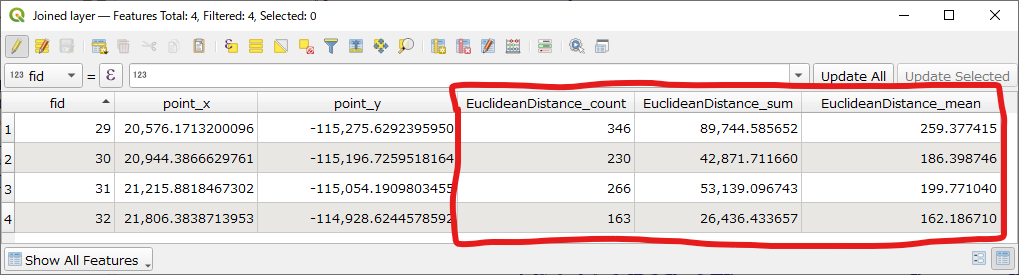 Joined layer — Features Total: 4, Filtered: 4, Selected: 0
123 fid = ε 123 Update All Update Selected
fid point_x point_y EuclideanDistance_count EuclideanDistance_sum EuclideanDistance_mean
1 29 20,576.1713200096 -115,275.6292395950 346 89,744.585652 259.377415
2 30 20,944.3866629761 -115,196.7259518164 230 42,871.711660 186.398746
3 31 21,215.8818467302 -115,054.1909803455 266 53,139.096743 199.771040
4 32 21,806.3838713953 -114,928.6244578592 163 26,436.433657 162.186710
Show All Features